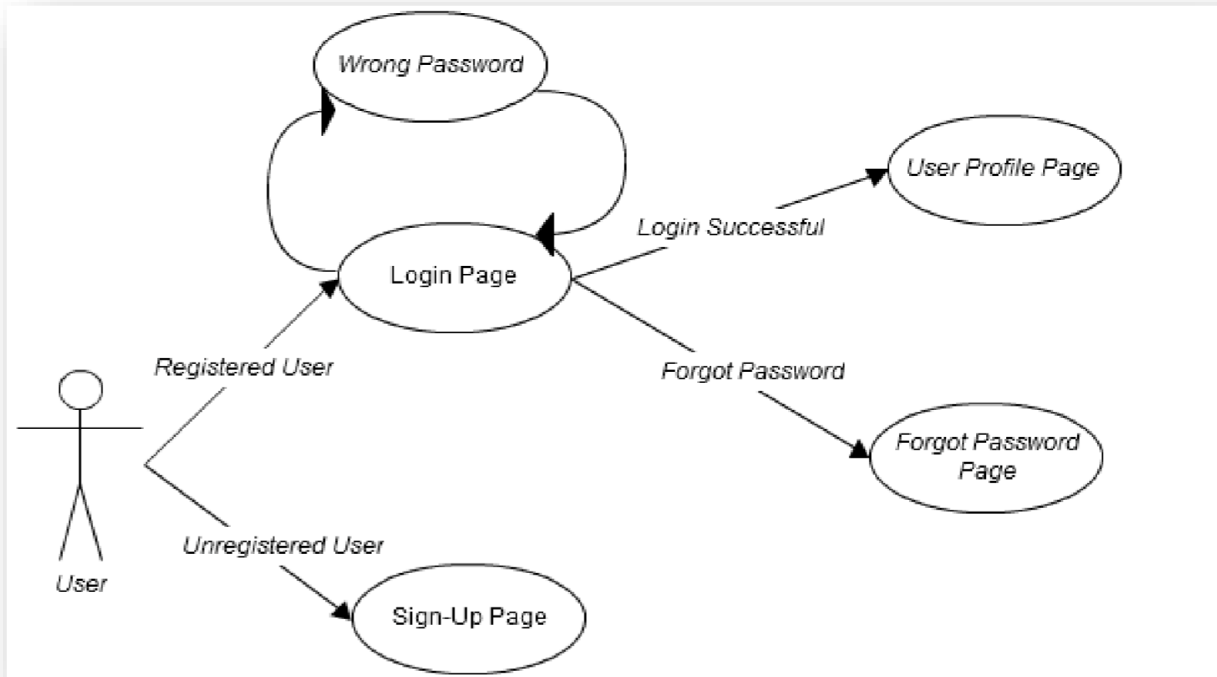 Wrong Password
User Profile Page
Login Successful
Login Page
Registered User
Forgot Password
Forgot Password
Page
Unregistered User
User
Sign-Up Page